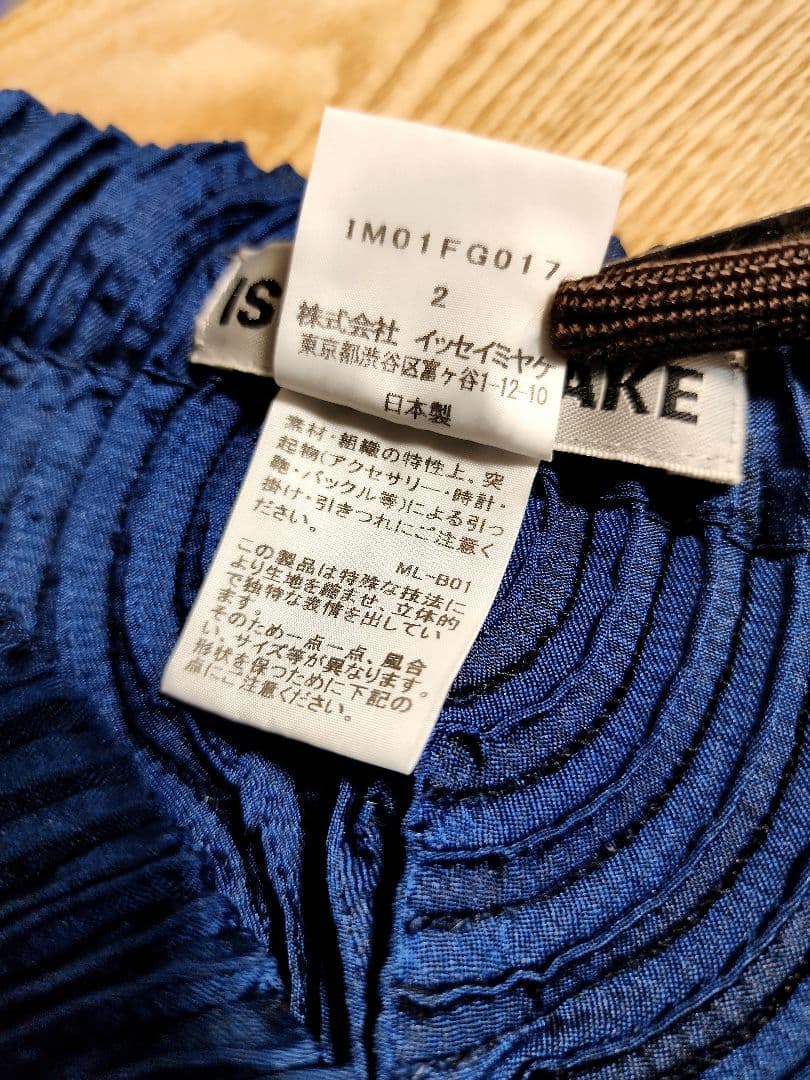 IM01FG017
2
株式会社 イッセイミヤケ
東京都渋谷区富ヶ谷1-12-10
日本製
IS
AKE
素材・組織の特性上、突
起物(アクセサリー・時計・
鞄・バックル等)による引っ
掛け・引きつれにご注意く
ださい。
ML-B01
この製品は特殊な技法に
より生地を縮ませ、立体的
で独特な表情を出してい
ます。
そのため一点一点、風合
い、サイズ等が異なります。
形状を保つために下記の
点にご注意ください。